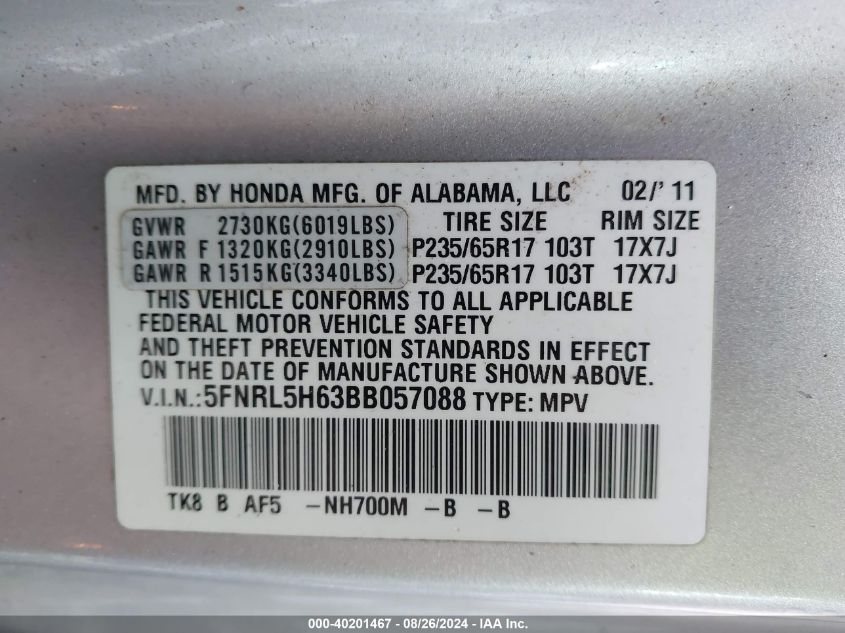 MFD. BY HONDA MFG. OF ALABAMA, LLC 02/'11
GVWR 2730KG(6019LBS) TIRE SIZE RIM SIZE
GAWR F 1320KG(2910LBS) P235/65R17 103T 17X7J
GAWR R 1515KG(3340LBS) P235/65R17 103T 17X7J
THIS VEHICLE CONFORMS TO ALL APPLICABLE
FEDERAL MOTOR VEHICLE SAFETY
AND THEFT PREVENTION STANDARDS IN EFFECT
ON THE DATE OF MANUFACTURE SHOWN ABOVE.
V.I.N.:5FNRL5H63BB057088 TYPE: MPV
TK8 B AF5 -NH700M -B -B
000-40201467 - 08/26/2024 - IAA Inc.